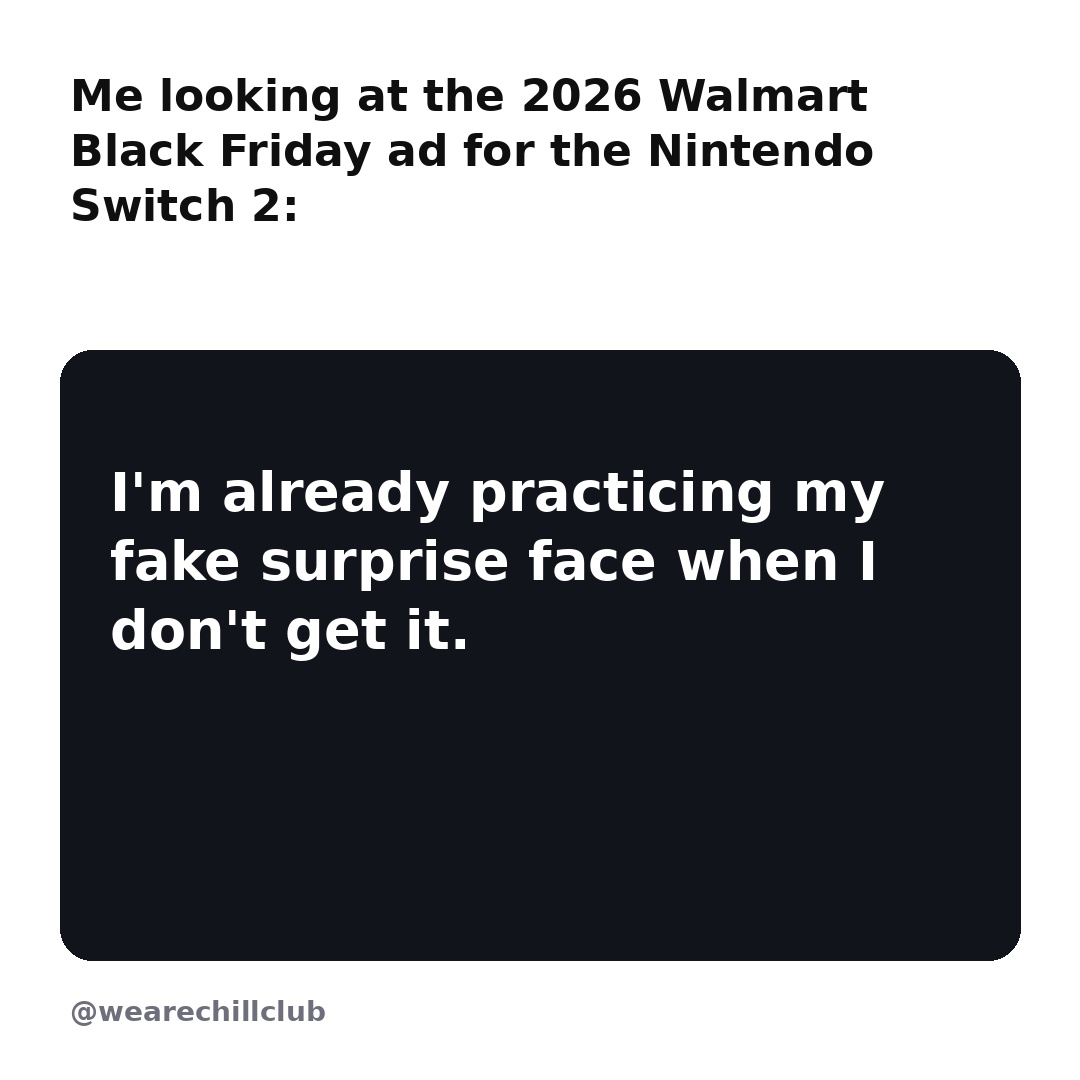 Me looking at the 2026 Walmart
Black Friday ad for the Nintendo
Switch 2:
I'm already practicing my
fake surprise face when I
don't get it.
@wearechillclub